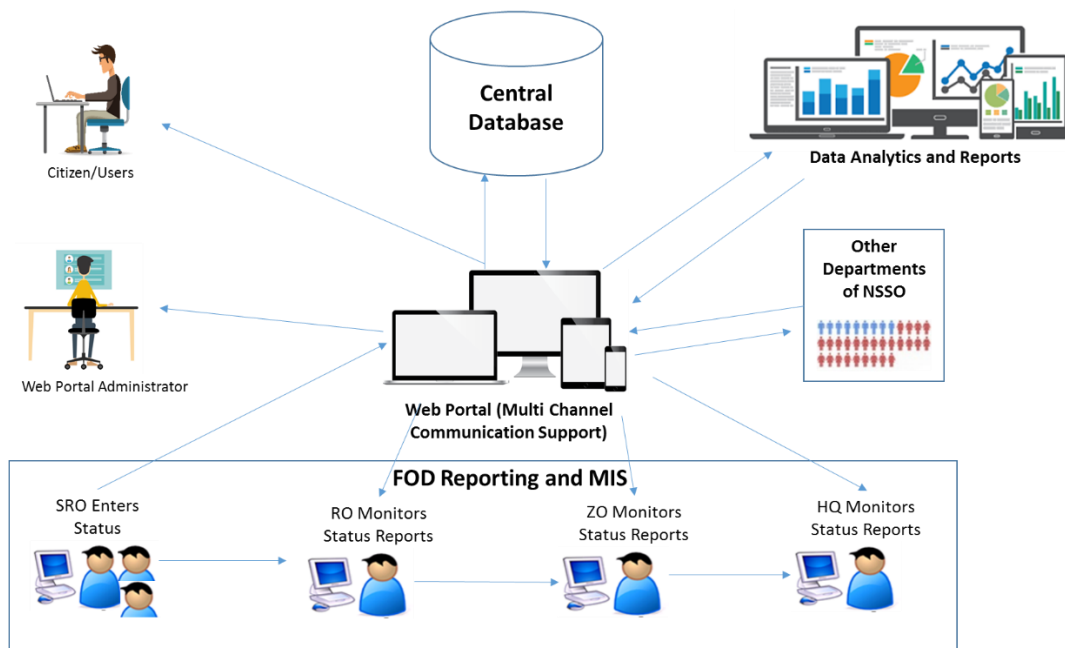 Central
Database
Citizen/Users
Data Analytics and Reports
Other
Departments
of NSSO
Web Portal Administrator
Web Portal (Multi Channel
Communication Support)
FOD Reporting and MIS
SRO Enters
Status
RO Monitors
Status Reports
ZO Monitors
Status Reports
HQ Monitors
Status Reports